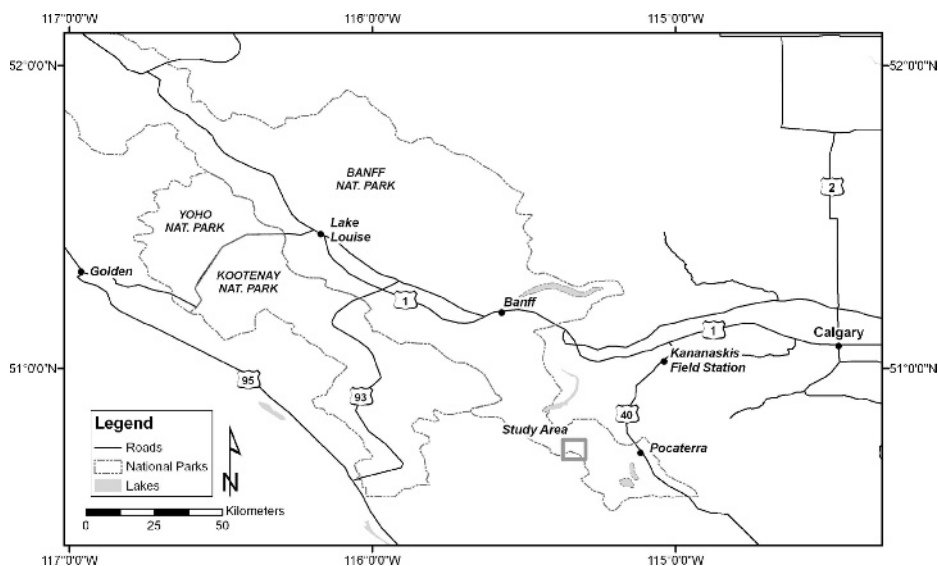 117°0'0"W
116°0'0"W
115°0'0"W
52°0'0"N
52°0'0"N
BANFF
NAT. PARK
2
YOHO
NAT. PARK
Lake
Louise
Golden
KOOTENAY
NAT. PARK
1
Banff
1
Calgary
Kananaskis
Field Station
51°0'0"N
51°0'0"N
95
93
40
Study Area
Pocaterra
Legend
Roads
National Parks
Lakes
N
Kilometers
0
25
50
117°0'0"W
116°0'0"W
115°0'0"W